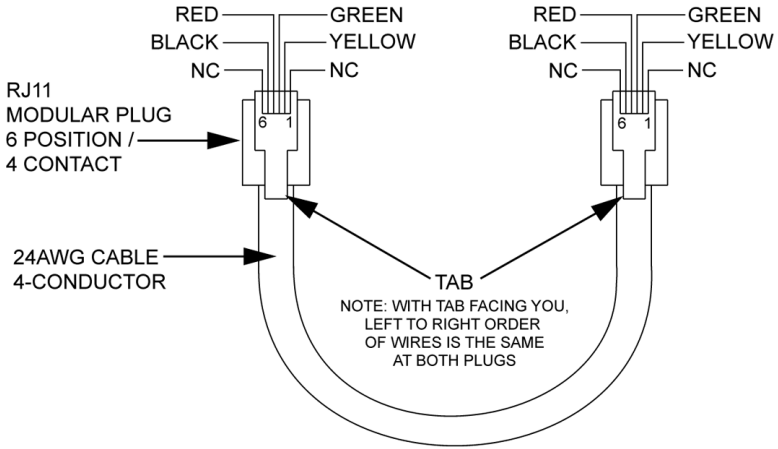 RED GREEN
BLACK YELLOW
NC NC
6 1
RJ11
MODULAR PLUG
6 POSITION /
4 CONTACT
24AWG CABLE
4-CONDUCTOR
RED GREEN
BLACK YELLOW
NC NC
6 1
TAB
NOTE: WITH TAB FACING YOU,
LEFT TO RIGHT ORDER
OF WIRES IS THE SAME
AT BOTH PLUGS